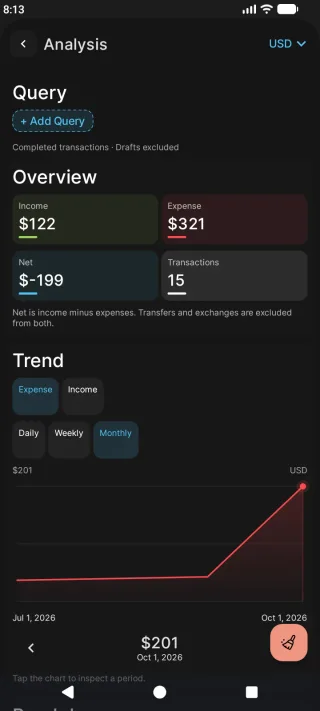 8:13
Analysis
USD
Query
+ Add Query
Completed transactions · Drafts excluded
Overview
Income
$122
Expense
$321
Net
$-199
Transactions
15
Net is income minus expenses. Transfers and exchanges are excluded
from both.
Trend
Expense
Income
Daily
Weekly
Monthly
$201
USD
Jul 1, 2026
Oct 1, 2026
$201
Oct 1, 2026
Tap the chart to inspect a period.